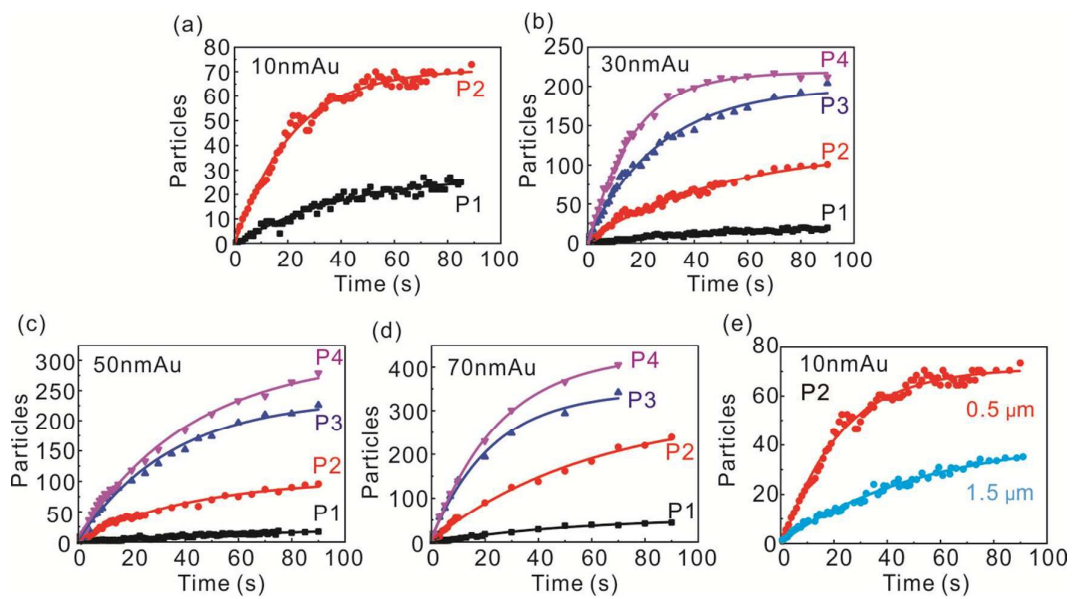 (a)
10nmAu
80
70
60
50
40
30
20
10
0
P2
P1
Particles
0 20 40 60 80 100
Time (s)
(b)
30nmAu
250
200
150
100
50
0
P4
P3
P2
P1
Particles
0 20 40 60 80 100
Time (s)
(c)
50nmAu
300
250
200
150
100
50
0
P4
P3
P2
P1
Particles
0 20 40 60 80 100
Time (s)
(d)
70nmAu
400
300
200
100
0
P4
P3
P2
P1
Particles
0 20 40 60 80 100
Time (s)
(e)
10nmAu
P2
80
60
40
20
0
0.5 µm
1.5 µm
Particles
0 20 40 60 80 100
Time (s)